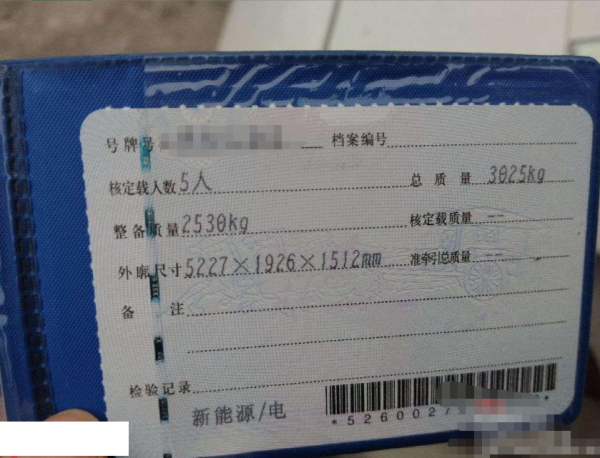 号牌号 档案编号
核定载人数 5人 总质量 3025kg
整备质量 2530kg 核定载质量 --
外廓尺寸 5227×1926×1512mm 准牵引总质量 --
备注
检验记录
新能源/电
*5260027